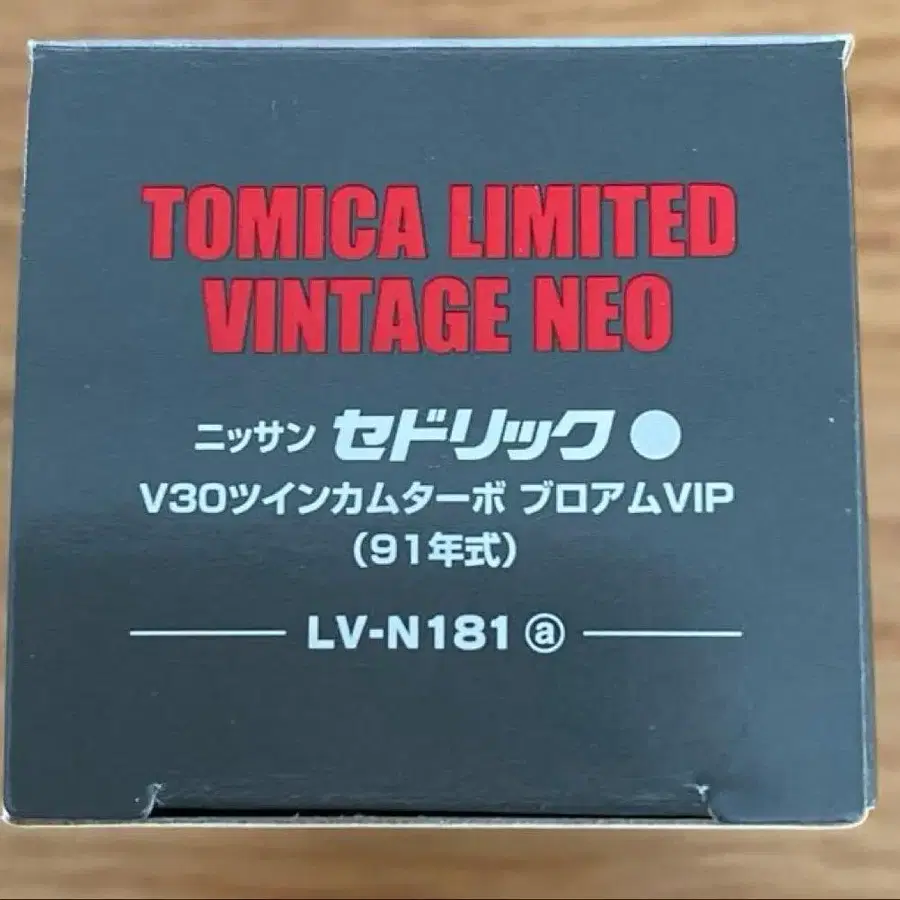 TOMICA LIMITED
VINTAGE NEO
ニッサン セドリック
V30ツインカムターボ ブロアムVIP
(91年式)
LV-N181 ⓐ